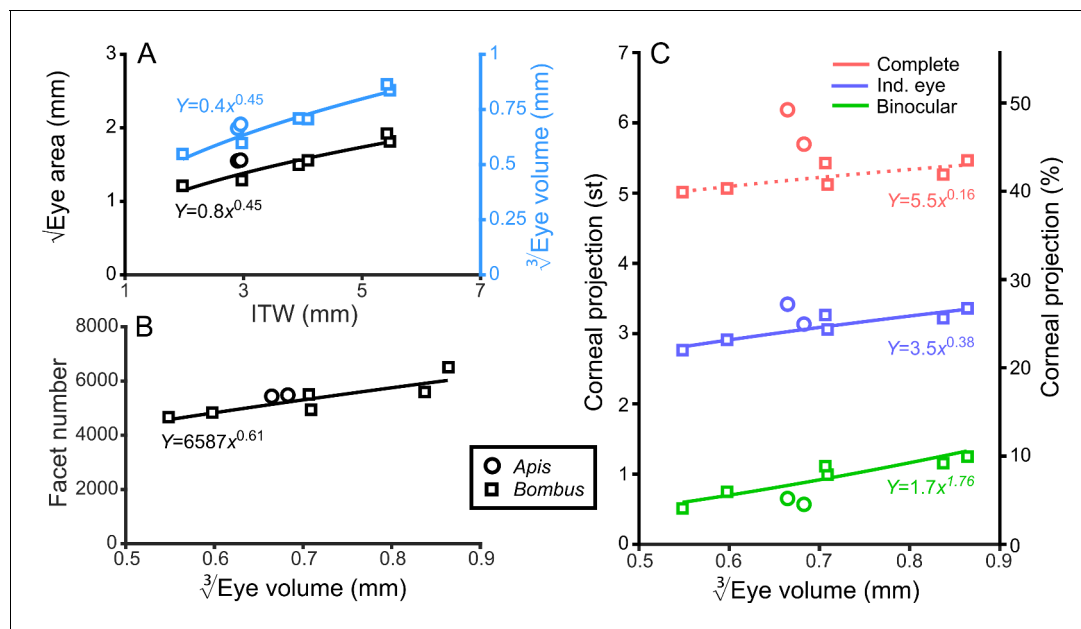 A
√Eye area (mm)
3
2
1
0
Y=0.4x^0.45
Y=0.8x^0.45
1
0.75
0.5
0.25
0
∛Eye volume (mm)
1
3
5
7
ITW (mm)
B
Facet number
8000
6000
4000
2000
0
Y=6587x^0.61
Apis
Bombus
0.5
0.6
0.7
0.8
0.9
∛Eye volume (mm)
C
Corneal projection (st)
7
6
5
4
3
2
1
0
Complete
Ind. eye
Binocular
Y=5.5x^0.16
Y=3.5x^0.38
Y=1.7x^1.76
50
40
30
20
10
0
Corneal projection (%)
0.5
0.6
0.7
0.8
0.9
∛Eye volume (mm)